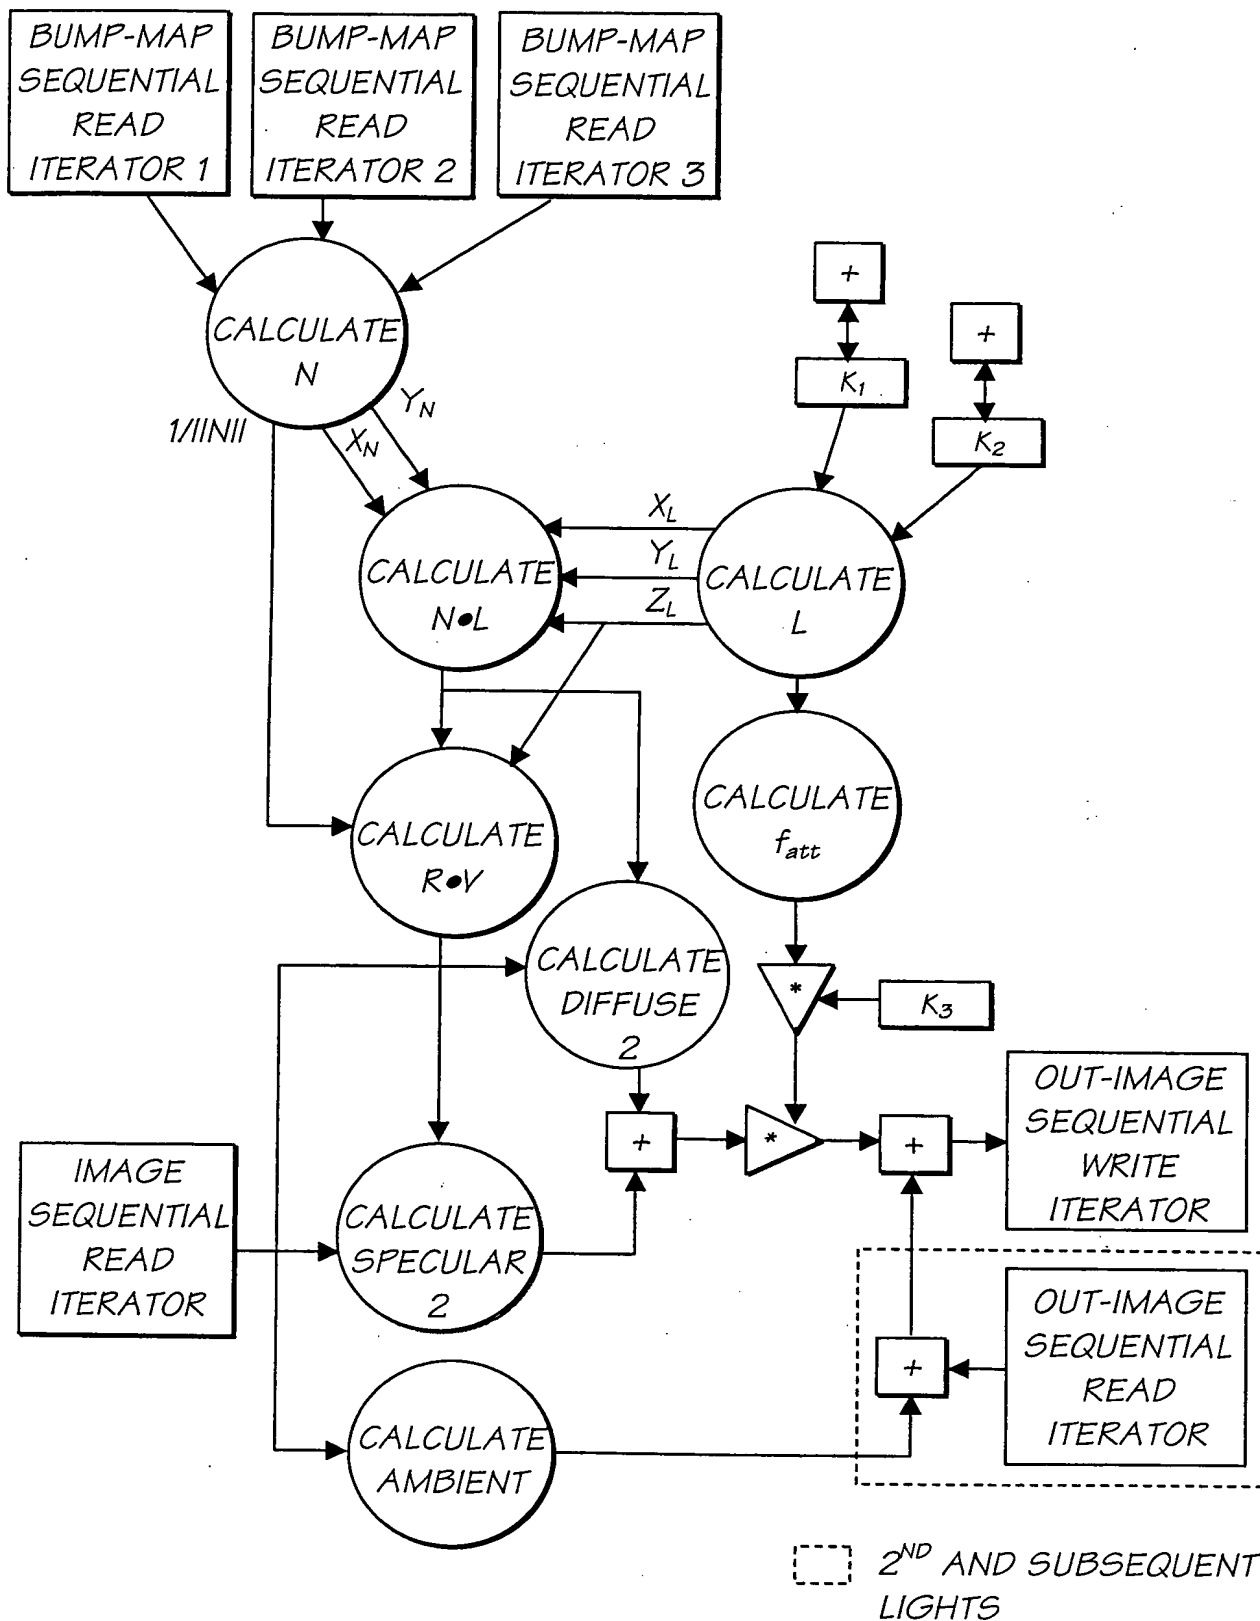 BUMP-MAP
SEQUENTIAL
READ
ITERATOR 1
BUMP-MAP
SEQUENTIAL
READ
ITERATOR 2
BUMP-MAP
SEQUENTIAL
READ
ITERATOR 3
+
+
CALCULATE
N
K1
K2
1/||N||
XN
YN
XL
YL
ZL
CALCULATE
N•L
CALCULATE
L
CALCULATE
R•V
CALCULATE
fatt
CALCULATE
DIFFUSE
2
*
K3
+
*
+
OUT-IMAGE
SEQUENTIAL
WRITE
ITERATOR
IMAGE
SEQUENTIAL
READ
ITERATOR
CALCULATE
SPECULAR
2
+
OUT-IMAGE
SEQUENTIAL
READ
ITERATOR
CALCULATE
AMBIENT
2ND AND SUBSEQUENT
LIGHTS